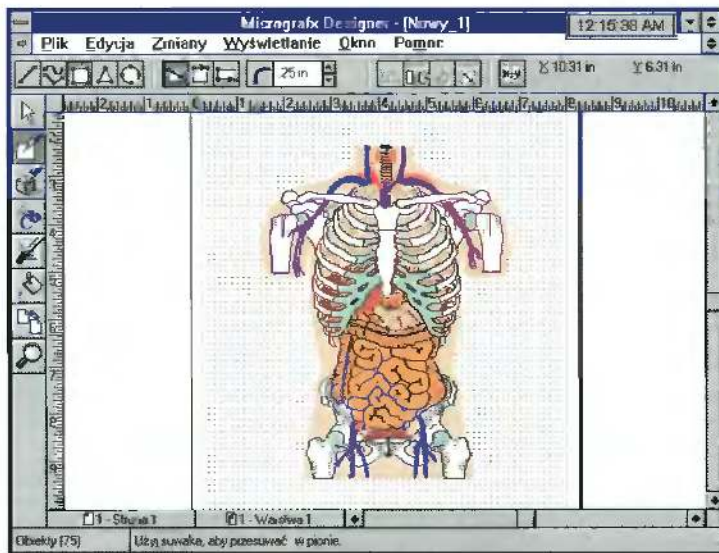 Micrografx Designer - [Nowy_1]
12:15:38 AM
Plik Edycja Zmiany Wyświetlanie Okno Pomoc
.25 in
X 10.31 in Y 6.31 in
1 - Strona 1
1 - Warstwa 1
Obiekty (75)
Użyj suwaka, aby przesuwać w pionie.